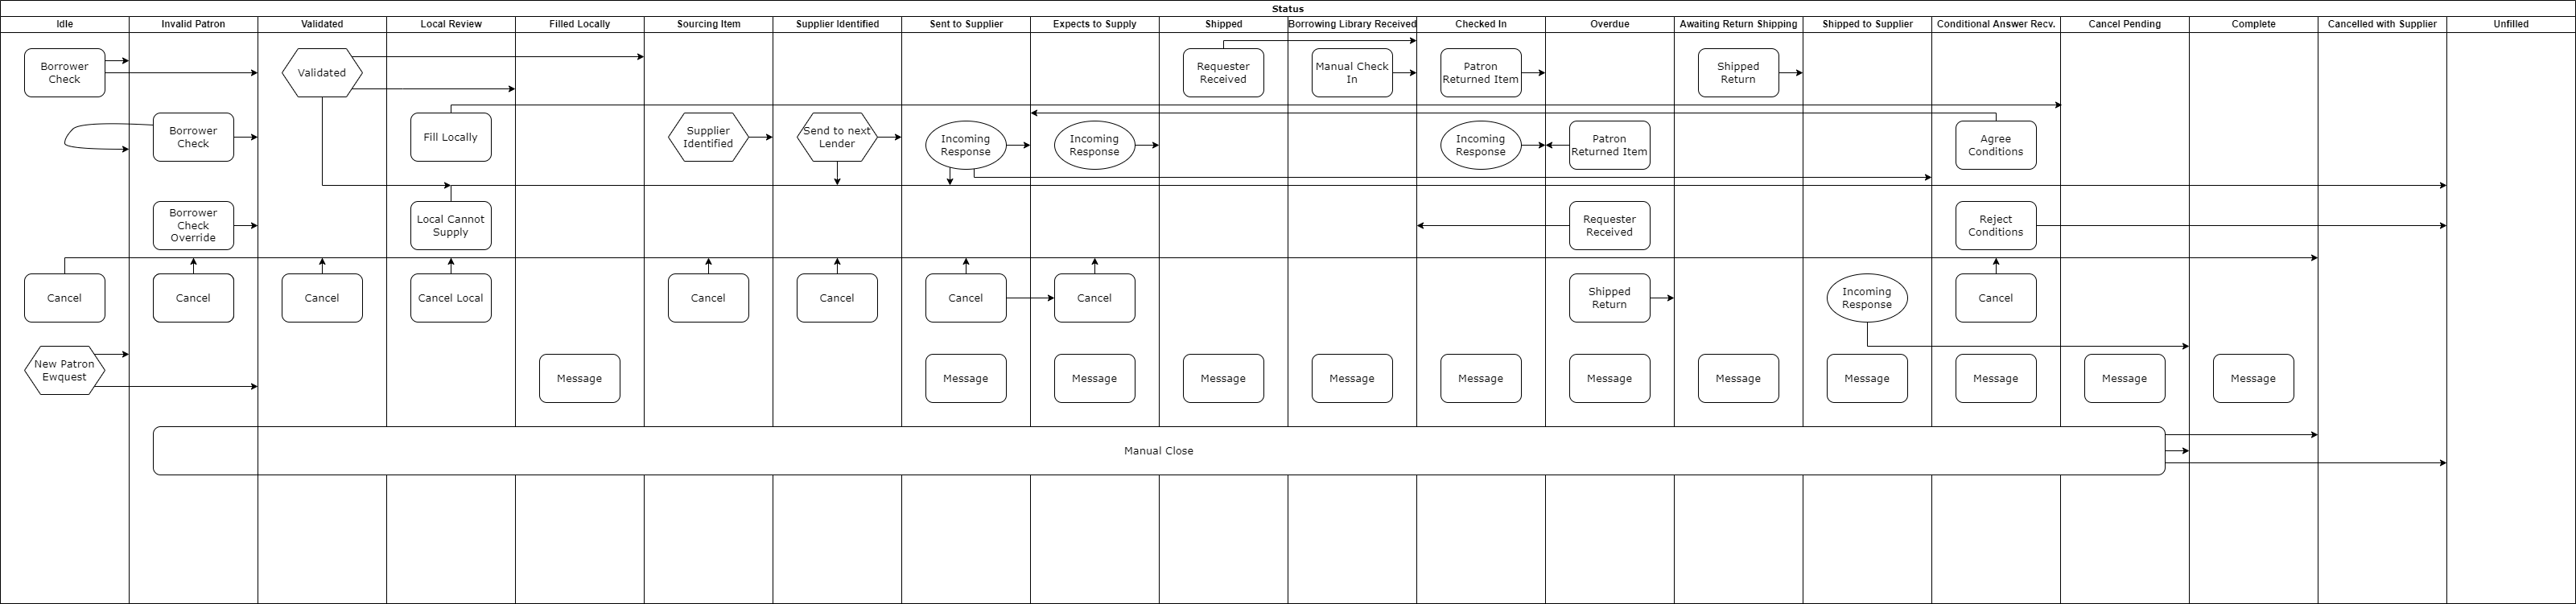 Status
Idle
Invalid Patron
Validated
Local Review
Filled Locally
Sourcing Item
Supplier Identified
Sent to Supplier
Expects to Supply
Shipped
Borrowing Library Received
Checked In
Overdue
Awaiting Return Shipping
Shipped to Supplier
Conditional Answer Recv.
Cancel Pending
Complete
Cancelled with Supplier
Unfilled
Borrower
Check
Validated
Requester
Received
Manual Check
In
Patron
Returned Item
Shipped
Return
Borrower
Check
Fill Locally
Supplier
Identified
Send to next
Lender
Incoming
Response
Incoming
Response
Incoming
Response
Patron
Returned Item
Agree
Conditions
Borrower
Check
Override
Local Cannot
Supply
Requester
Received
Reject
Conditions
Cancel
Cancel
Cancel
Cancel Local
Cancel
Cancel
Cancel
Cancel
Shipped
Return
Incoming
Response
Cancel
New Patron
Ewquest
Message
Message
Message
Message
Message
Message
Message
Message
Message
Message
Message
Message
Manual Close